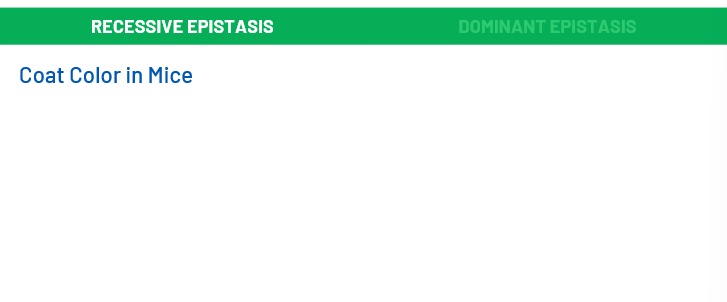 RECESSIVE EPISTASIS DOMINANT EPISTASIS
Coat Color in Mice